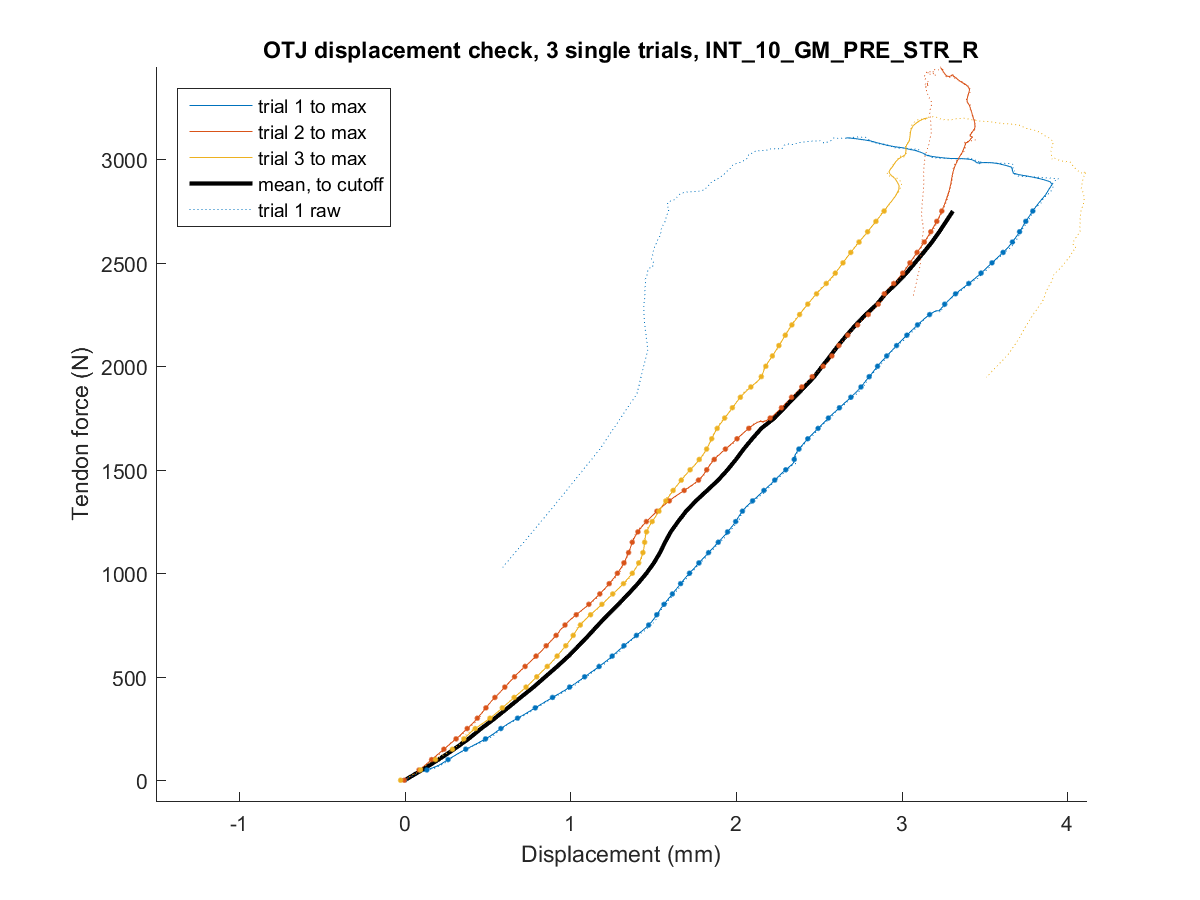 OTJ displacement check, 3 single trials, INT_10_GM_PRE_STR_R
trial 1 to max
trial 2 to max
trial 3 to max
mean, to cutoff
trial 1 raw
3000
2500
2000
1500
1000
500
0
Tendon force (N)
-1 0 1 2 3 4
Displacement (mm)